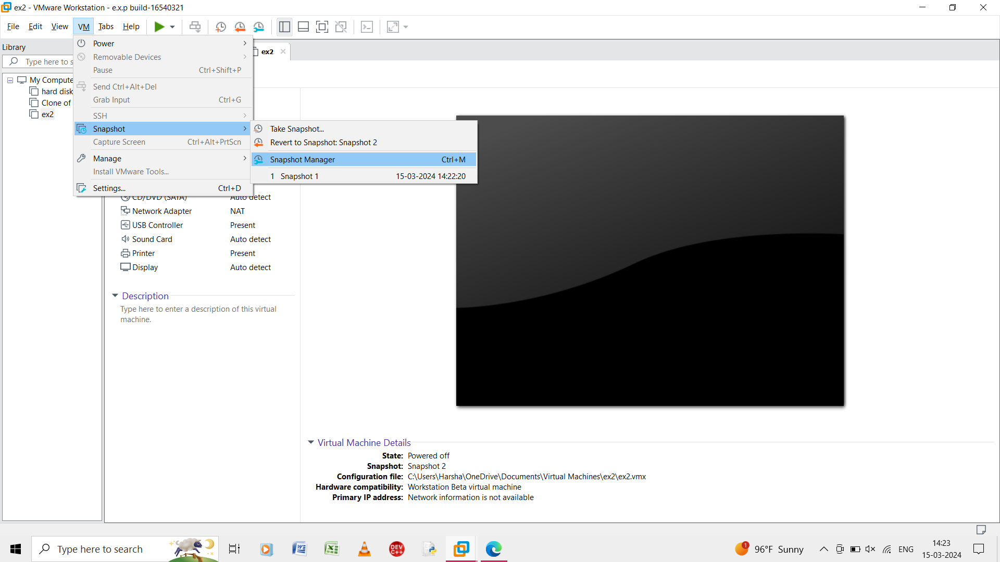 ex2 - VMware Workstation - e.x.p build-16540321
File Edit View VM Tabs Help
Library
Type here to s
My Compute
hard disk
Clone of
ex2
Power
Removable Devices
Pause Ctrl+Shift+P
Send Ctrl+Alt+Del
Grab Input Ctrl+G
SSH
Snapshot
Capture Screen Ctrl+Alt+PrtScn
Manage
Install VMware Tools...
Settings... Ctrl+D
ex2
Take Snapshot...
Revert to Snapshot: Snapshot 2
Snapshot Manager Ctrl+M
1 Snapshot 1 15-03-2024 14:22:20
CD/DVD (SATA) Auto detect
Network Adapter NAT
USB Controller Present
Sound Card Auto detect
Printer Present
Display Auto detect
Description
Type here to enter a description of this virtual
machine.
Virtual Machine Details
State: Powered off
Snapshot: Snapshot 2
Configuration file: C:\Users\Harsha\OneDrive\Documents\Virtual Machines\ex2\ex2.vmx
Hardware compatibility: Workstation Beta virtual machine
Primary IP address: Network information is not available
Type here to search
DEV
C++
1
96°F Sunny
ENG
14:23
15-03-2024